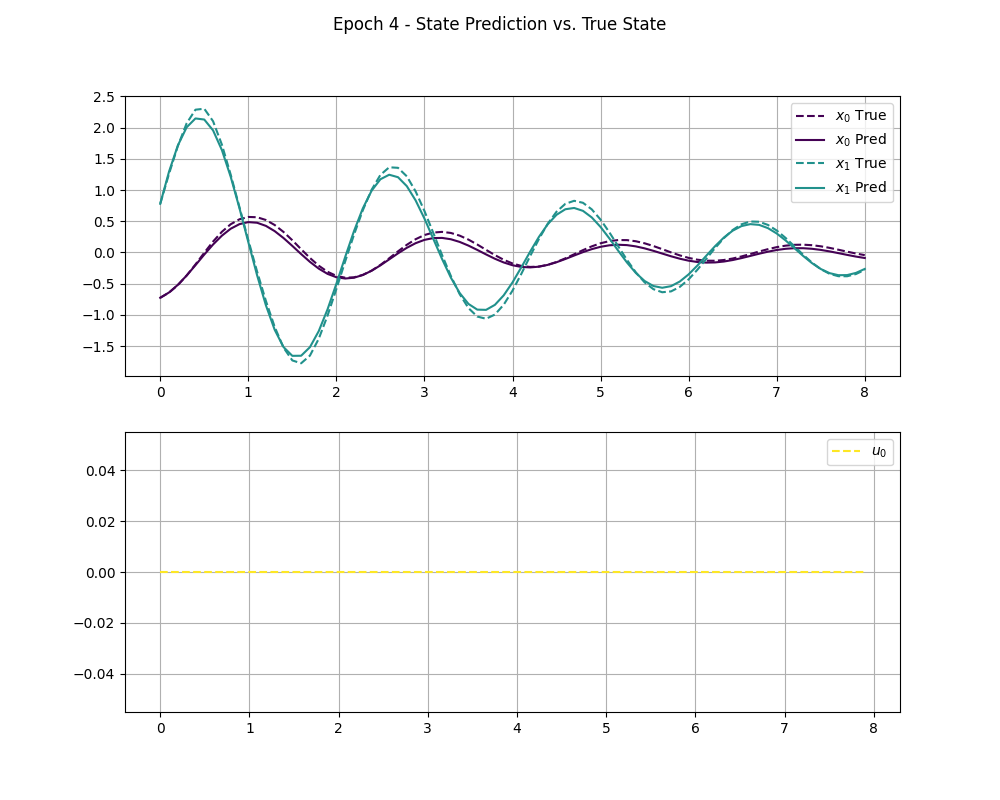 Epoch 4 - State Prediction vs. True State
2.5
2.0
1.5
1.0
0.5
0.0
−0.5
−1.0
−1.5
x₀ True
x₀ Pred
x₁ True
x₁ Pred
0 1 2 3 4 5 6 7 8
0.04
0.02
0.00
−0.02
−0.04
u₀
0 1 2 3 4 5 6 7 8